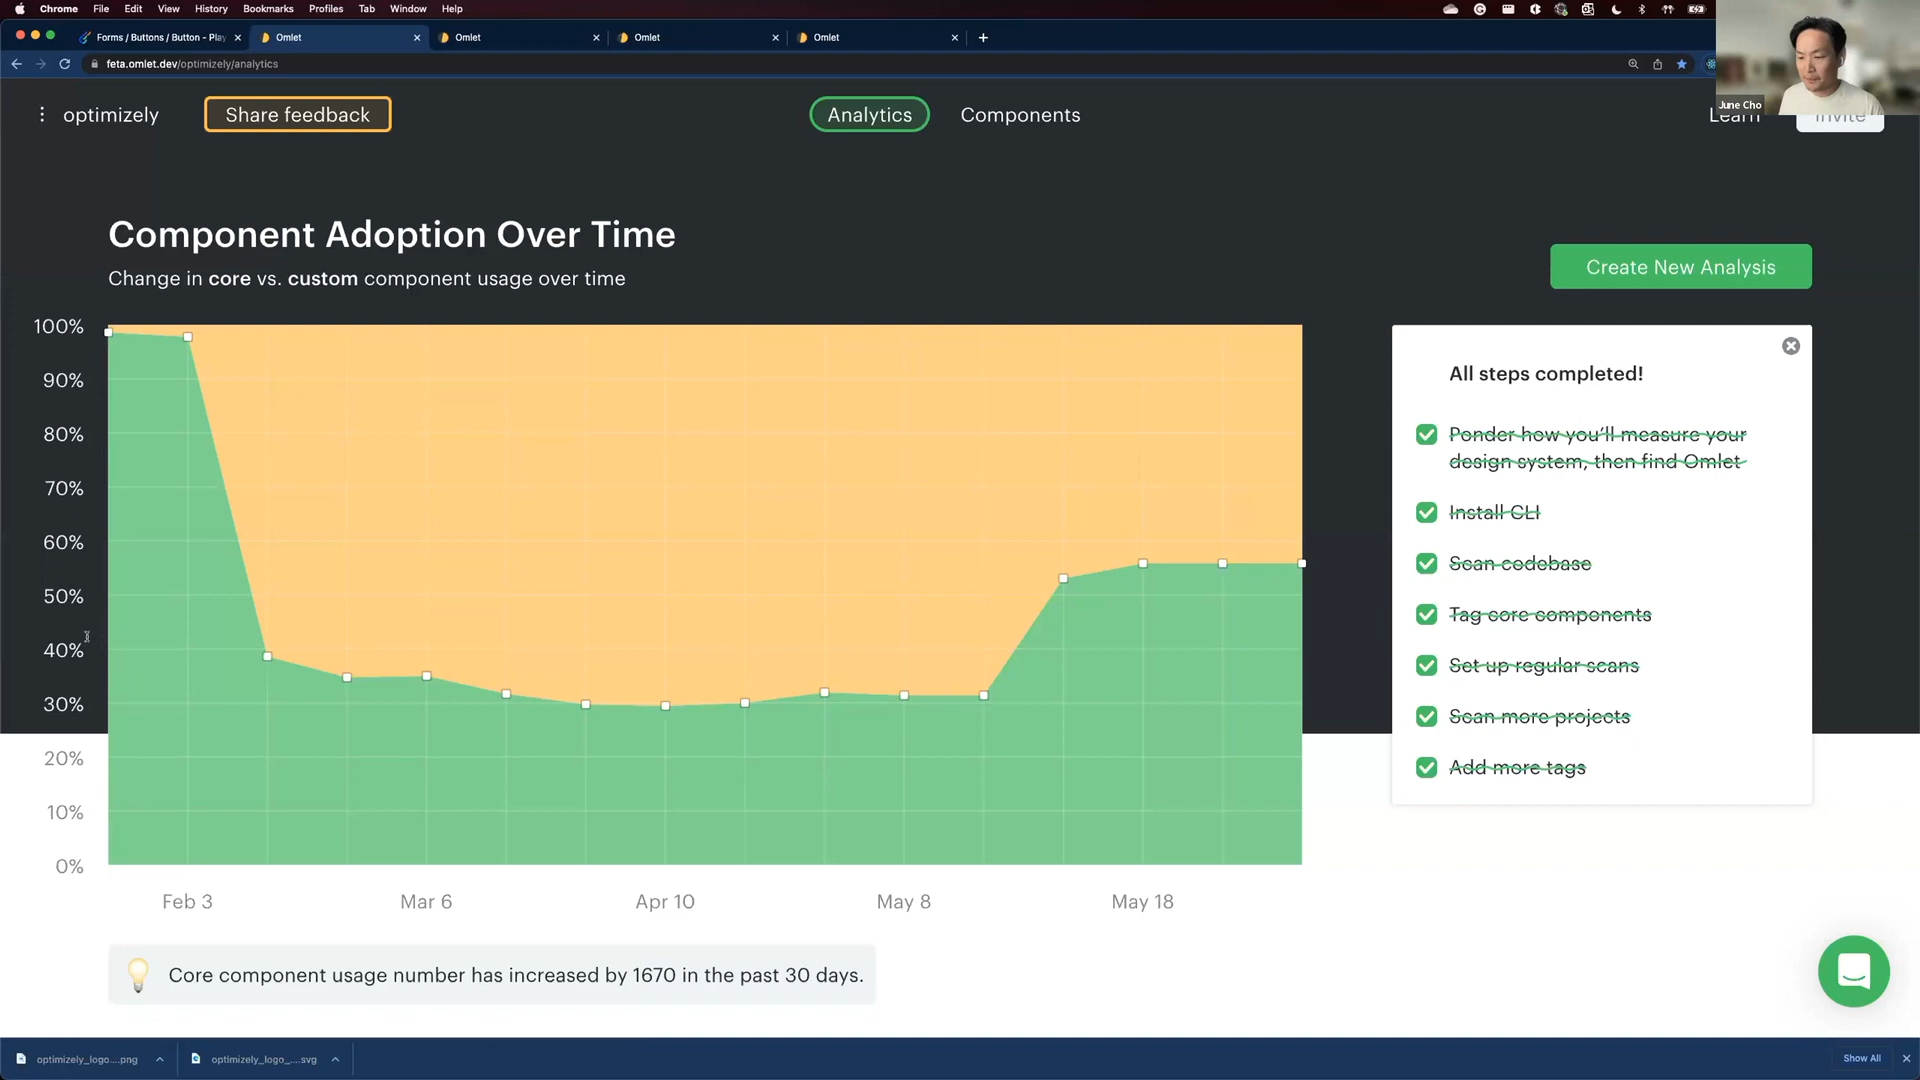 Chrome File Edit View History Bookmarks Profiles Tab Window Help
Forms / Buttons / Button - Play
Omlet
Omlet
Omlet
Omlet
feta.omlet.dev/optimizely/analytics
June Cho
optimizely
Share feedback
Analytics
Components
Learn
Invite
Component Adoption Over Time
Change in core vs. custom component usage over time
Create New Analysis
100%
90%
80%
70%
60%
50%
40%
30%
20%
10%
0%
Feb 3
Mar 6
Apr 10
May 8
May 18
All steps completed!
Ponder how you'll measure your
design system, then find Omlet
Install CLI
Scan codebase
Tag core components
Set up regular scans
Scan more projects
Add more tags
Core component usage number has increased by 1670 in the past 30 days.
optimizely_logo....png
optimizely_logo_....svg
Show All